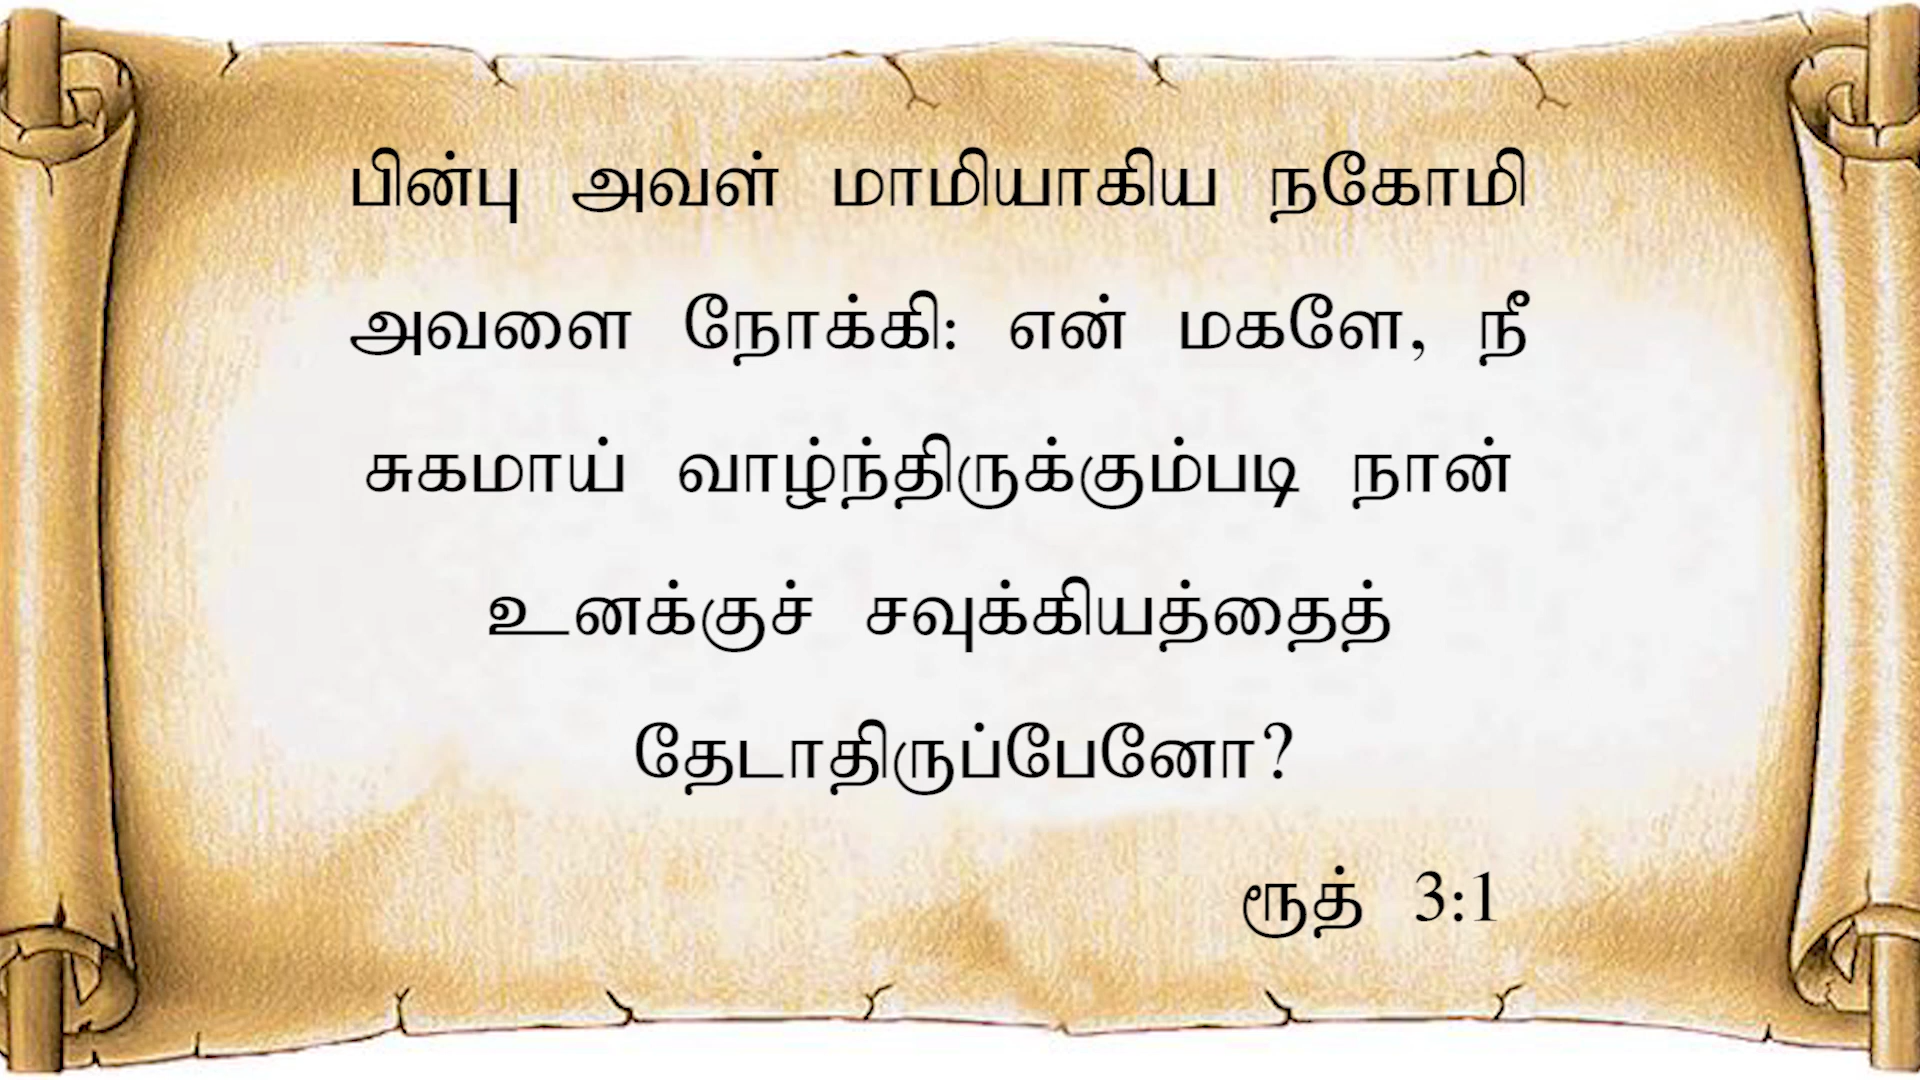 பின்பு அவள் மாமியாகிய நகோமி
அவளை நோக்கி: என் மகளே, நீ
சுகமாய் வாழ்ந்திருக்கும்படி நான்
உனக்குச் சவுக்கியத்தைத்
தேடாதிருப்பேனோ?
ரூத் 3:1